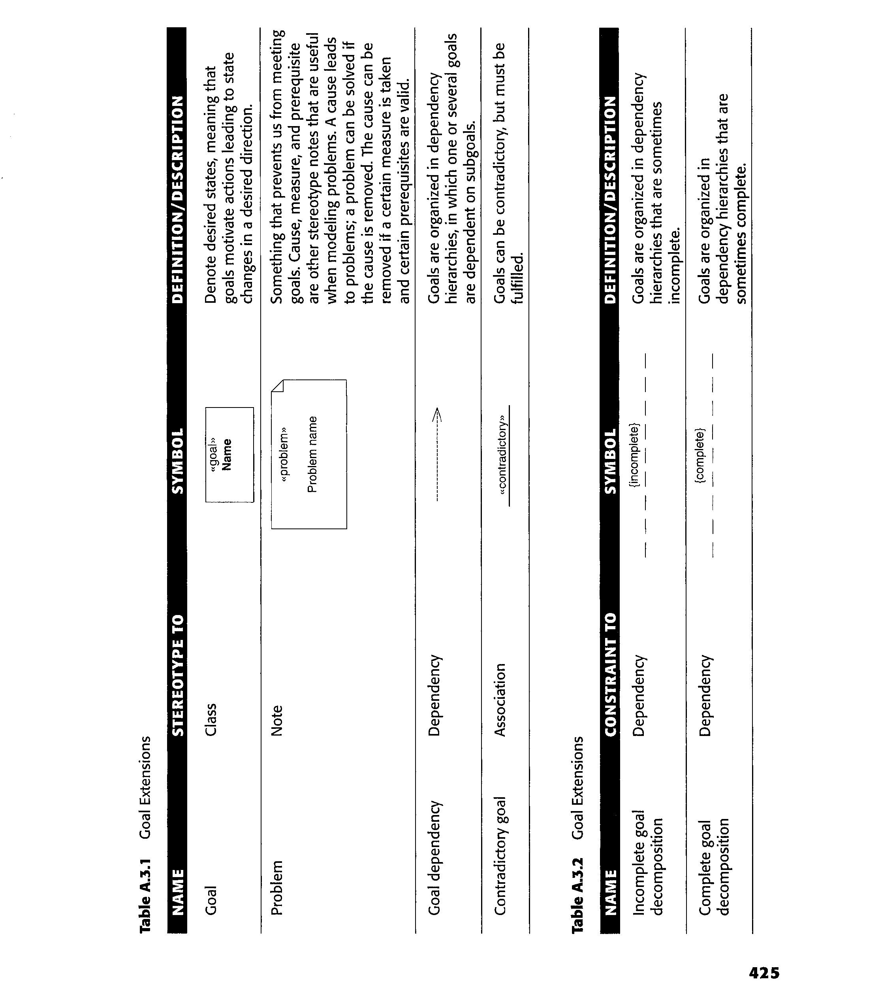 Table A.3.1 Goal Extensions
NAME STEREOTYPE TO SYMBOL DEFINITION/DESCRIPTION
Goal Class «goal» Name Denote desired states, meaning that
goals motivate actions leading to state
changes in a desired direction.
Problem Note «problem» Problem name Something that prevents us from meeting
goals. Cause, measure, and prerequisite
are other stereotype notes that are useful
when modeling problems. A cause leads
to problems; a problem can be solved if
the cause is removed. The cause can be
removed if a certain measure is taken
and certain prerequisites are valid.
Goal dependency Dependency Goals are organized in dependency
hierarchies, in which one or several goals
are dependent on subgoals.
Contradictory goal Association «contradictory» Goals can be contradictory, but must be
fulfilled.
Table A.3.2 Goal Extensions
NAME CONSTRAINT TO SYMBOL DEFINITION/DESCRIPTION
Incomplete goal Dependency {incomplete} Goals are organized in dependency
decomposition hierarchies that are sometimes
incomplete.
Complete goal Dependency {complete} Goals are organized in
decomposition dependency hierarchies that are
sometimes complete.
425